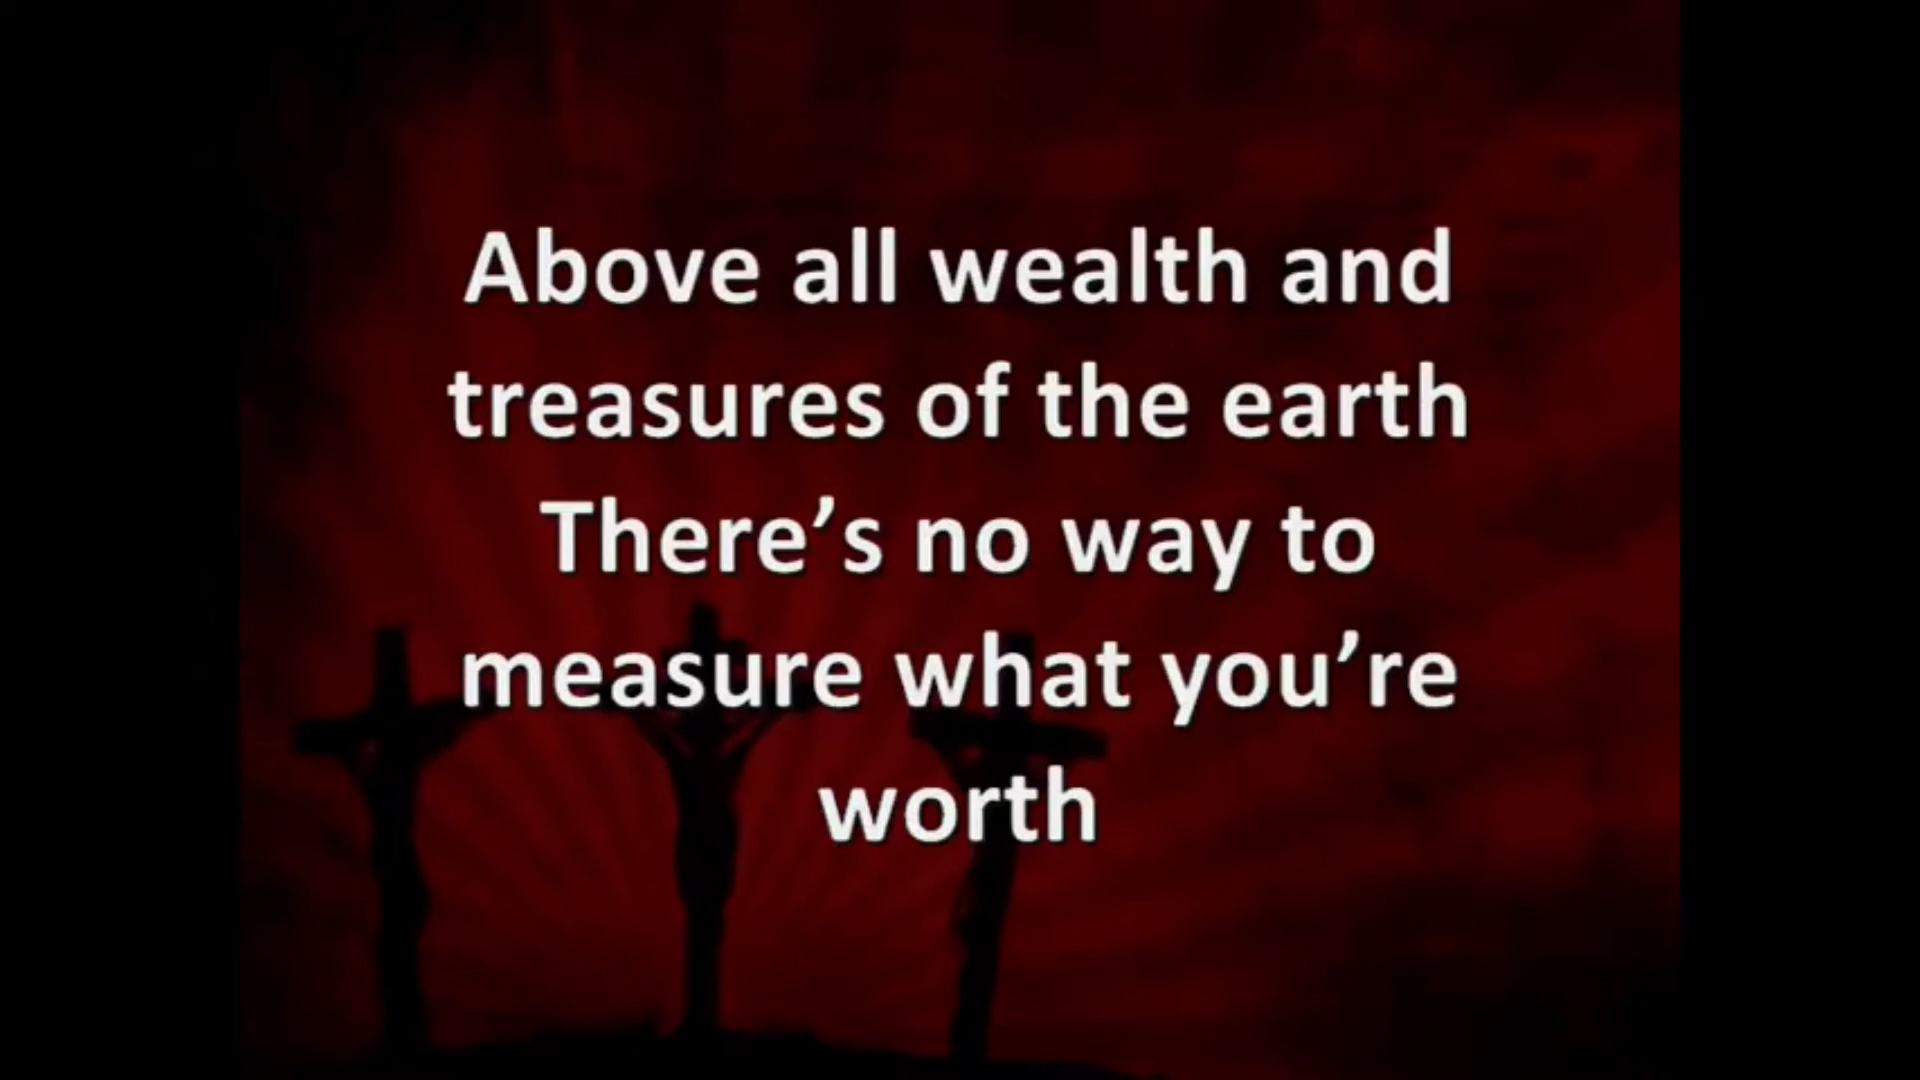 Above all wealth and
treasures of the earth
There’s no way to
measure what you’re
worth